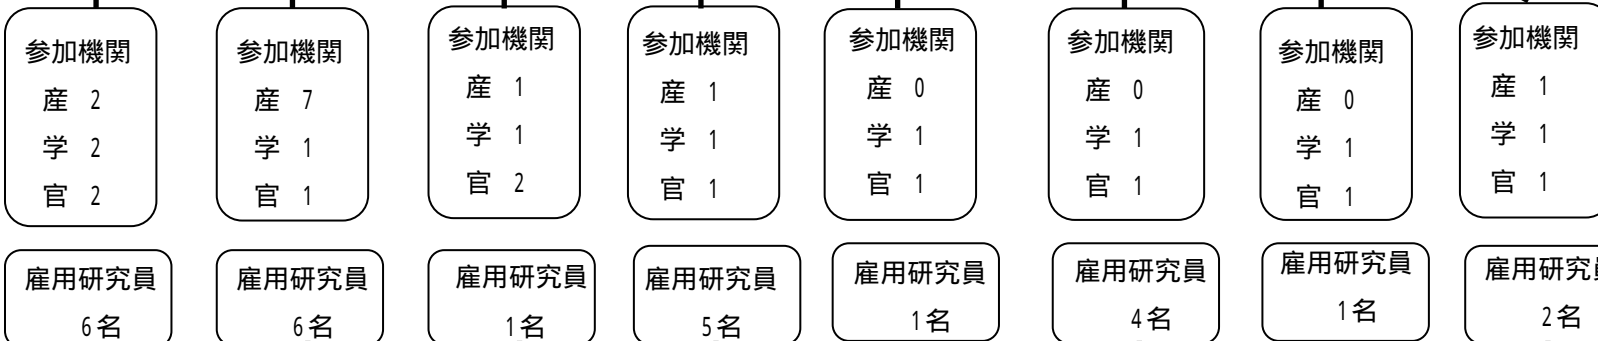 参加機関
産 2
学 2
官 2
雇用研究員
6名
参加機関
産 7
学 1
官 1
雇用研究員
6名
参加機関
産 1
学 1
官 2
雇用研究員
1名
参加機関
産 1
学 1
官 1
雇用研究員
5名
参加機関
産 0
学 1
官 1
雇用研究員
1名
参加機関
産 0
学 1
官 1
雇用研究員
4名
参加機関
産 0
学 1
官 1
雇用研究員
1名
参加機関
産 1
学 1
官 1
雇用研究員
2名